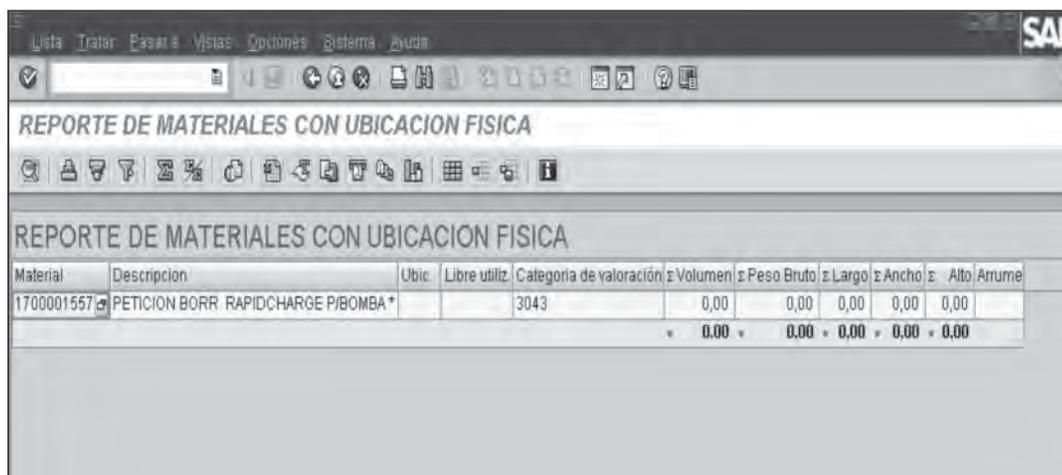 Lista Tratar Pasar a Vistas Opciones Sistema Ayuda
SA
REPORTE DE MATERIALES CON UBICACION FISICA
REPORTE DE MATERIALES CON UBICACION FISICA
Material Descripcion Ubic. Libre utiliz. Categoria de valoración Σ Volumen Σ Peso Bruto Σ Largo Σ Ancho Σ Alto Arrume
1700001557 PETICION BORR RAPIDCHARGE P/BOMBA * 3043 0,00 0,00 0,00 0,00 0,00
0.00 0,00 0,00 0,00 0,00